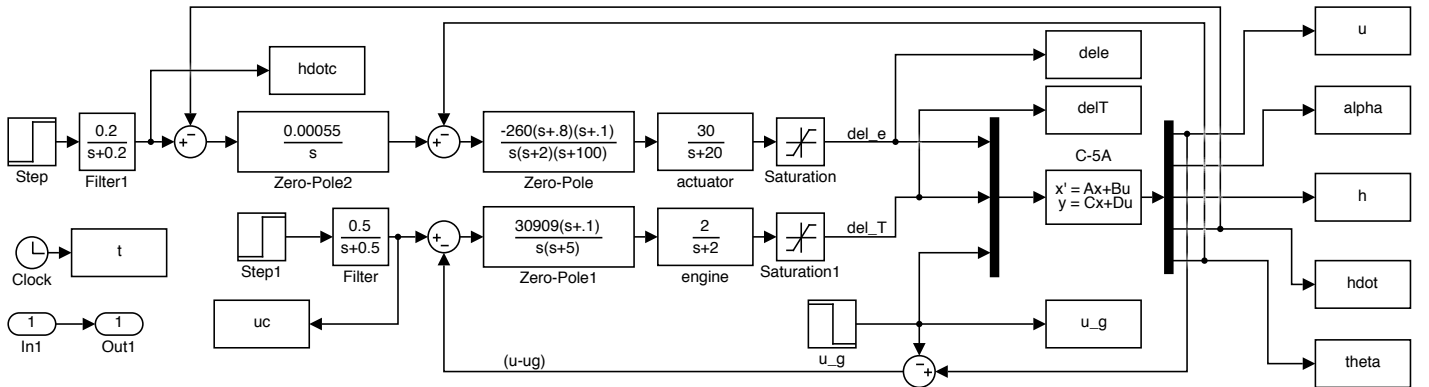 u
hdotc
dele
delT
alpha
0.2
s+0.2
Step
Filter1
−
0.00055
s
Zero-Pole2
−
-260(s+.8)(s+.1)
s(s+2)(s+100)
Zero-Pole
30
s+20
actuator
Saturation
del_e
C-5A
x' = Ax+Bu
y = Cx+Du
h
Clock
t
Step1
0.5
s+0.5
Filter
+
−
30909(s+.1)
s(s+5)
Zero-Pole1
2
s+2
engine
Saturation1
del_T
hdot
1
In1
1
Out1
uc
u_g
u_g
(u-ug)
−
+
theta